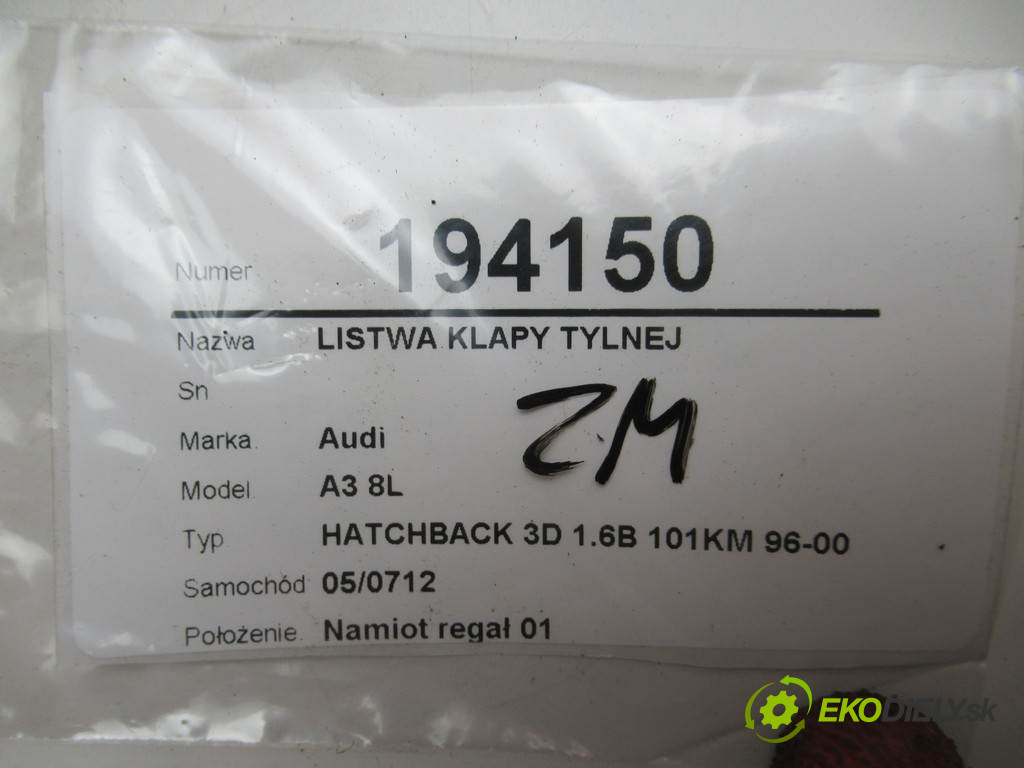 Numer 194150
Nazwa LISTWA KLAPY TYLNEJ
Sn
ZM
Marka Audi
Model A3 8L
Typ HATCHBACK 3D 1.6B 101KM 96-00
Samochód 05/0712
Położenie Namiot regał 01
EKODIELY.sk